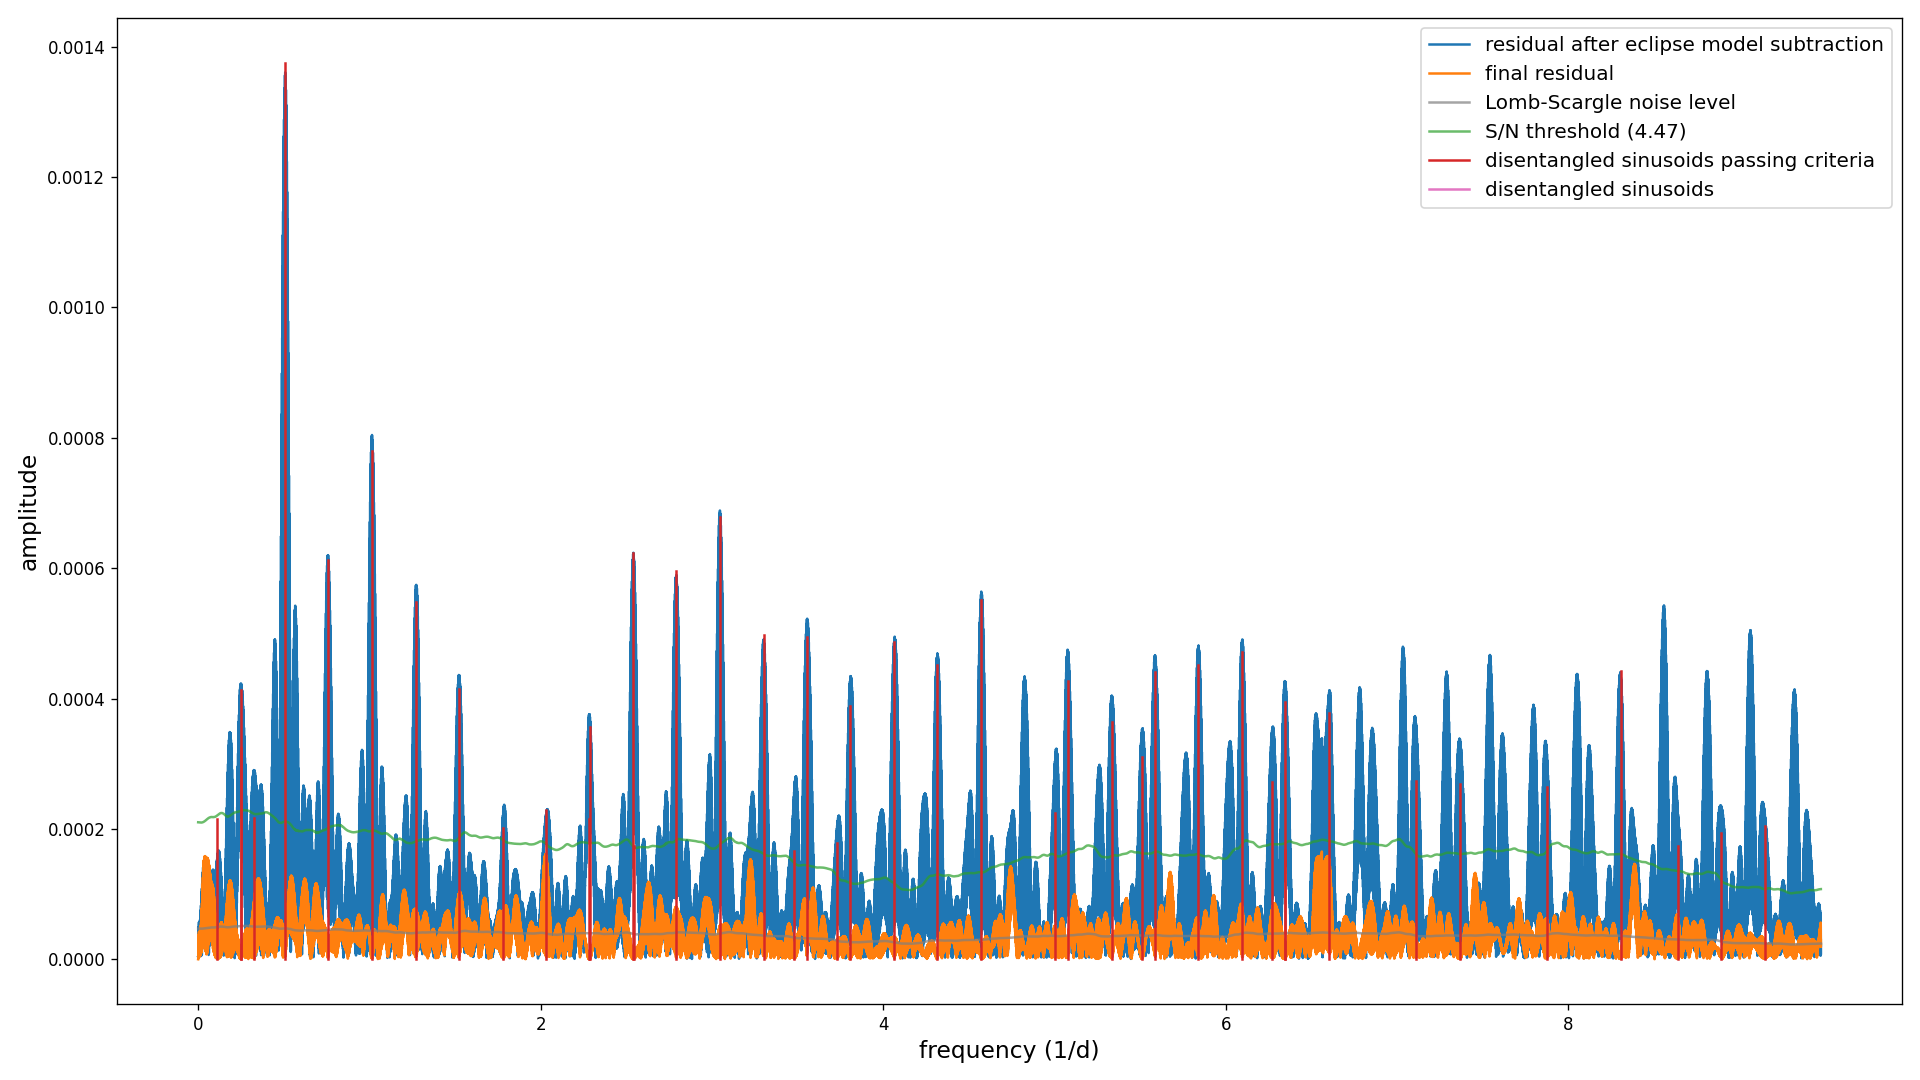 residual after eclipse model subtraction
final residual
Lomb-Scargle noise level
S/N threshold (4.47)
disentangled sinusoids passing criteria
disentangled sinusoids
0.0014
0.0012
0.0010
0.0008
0.0006
0.0004
0.0002
0.0000
amplitude
0 2 4 6 8
frequency (1/d)